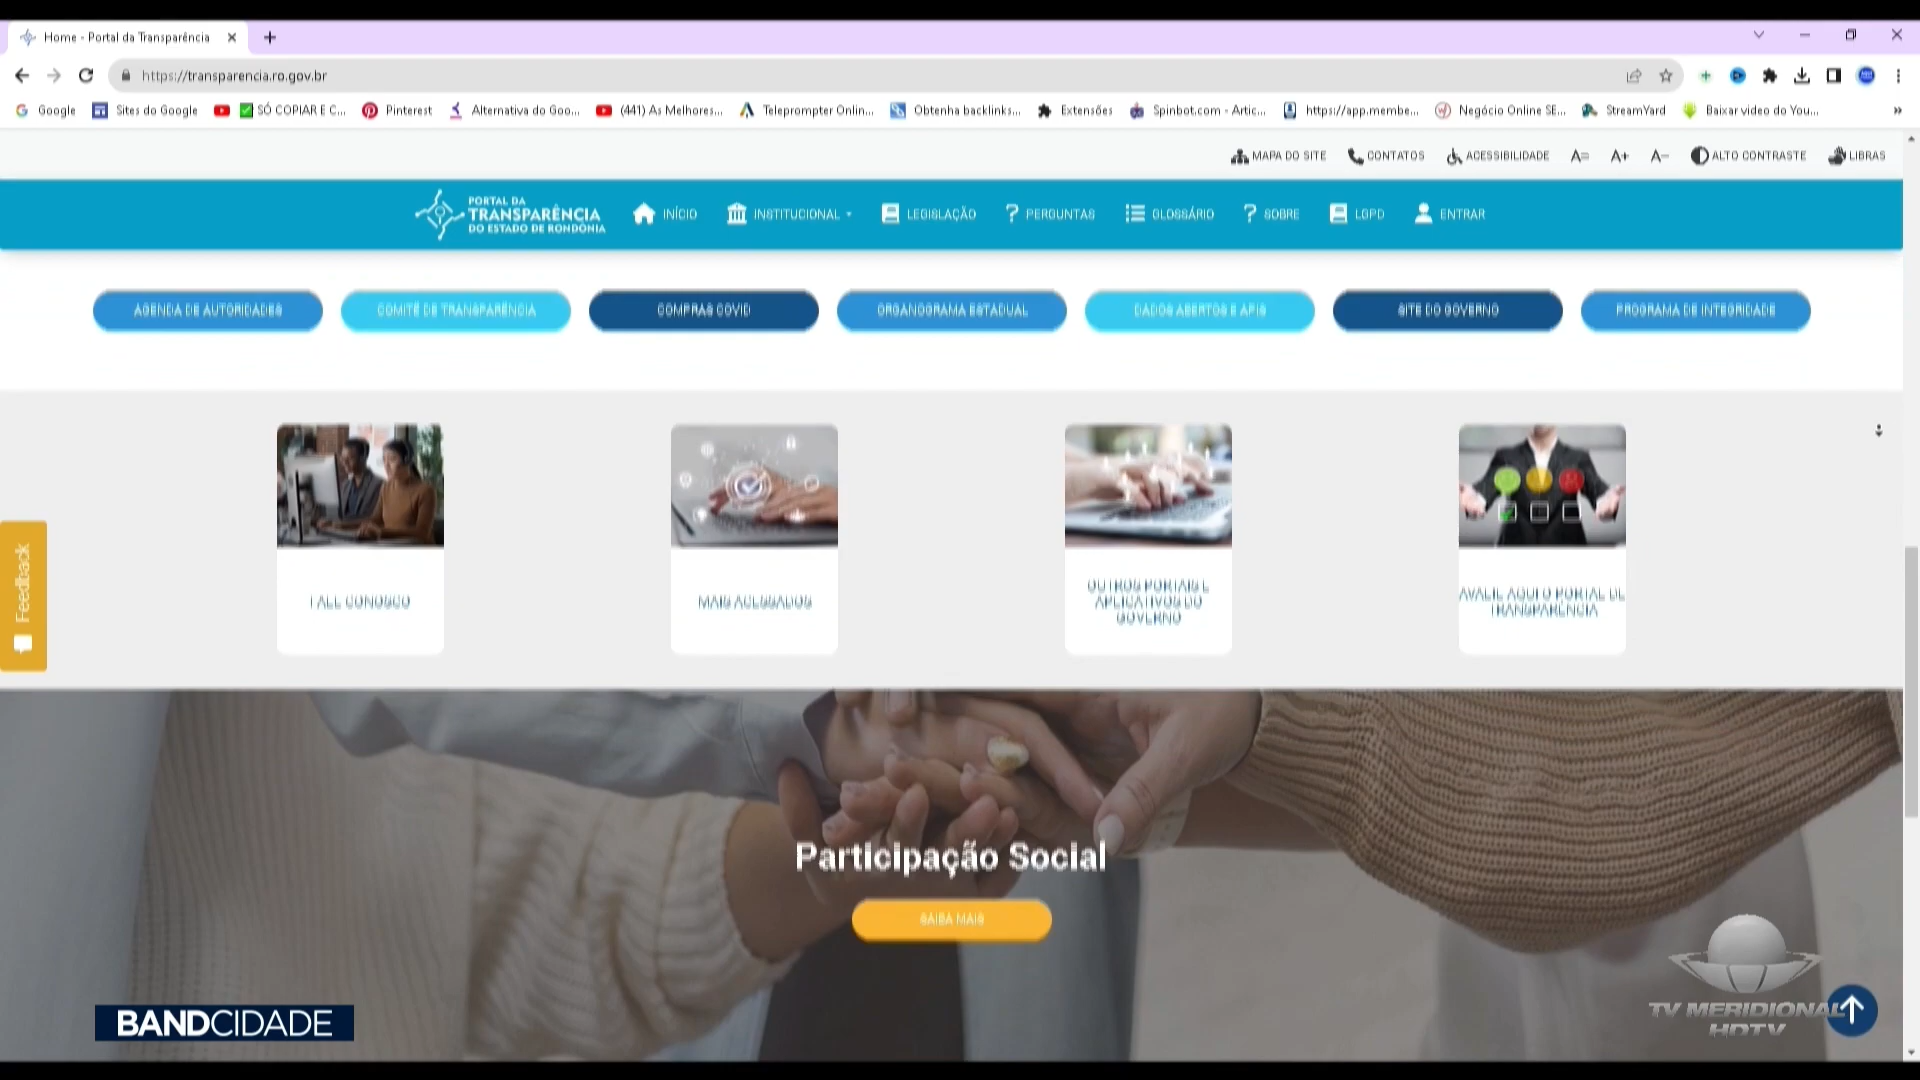 Home - Portal da Transparência
https://transparencia.ro.gov.br
Google
Sites do Google
SÓ COPIAR E C...
Pinterest
Alternativa do Goo...
(441) As Melhores...
Teleprompter Onlin...
Obtenha backlinks...
Extensões
Spinbot.com - Artic...
https://app.membe...
Negócio Online SE...
StreamYard
Baixar video do You...
»
MAPA DO SITE
CONTATOS
ACESSIBILIDADE
A=
A+
A-
ALTO CONTRASTE
LIBRAS
PORTAL DA
TRANSPARÊNCIA
DO ESTADO DE RONDÔNIA
INÍCIO
INSTITUCIONAL
LEGISLAÇÃO
PERGUNTAS
GLOSSÁRIO
SOBRE
LGPD
ENTRAR
AGENDA DE AUTORIDADES
COMITÊ DE TRANSPARÊNCIA
COMPRAS COVID
ORGANOGRAMA ESTADUAL
DADOS ABERTOS E APIS
SITE DO GOVERNO
PROGRAMA DE INTEGRIDADE
Feedback
FALE CONOSCO
MAIS ACESSADOS
OUTROS PORTAIS E
APLICATIVOS DO
GOVERNO
AVALIE AQUI O PORTAL DE
TRANSPARÊNCIA
Participação Social
SAIBA MAIS
BANDCIDADE
TV MERIDIONAL
HDTV